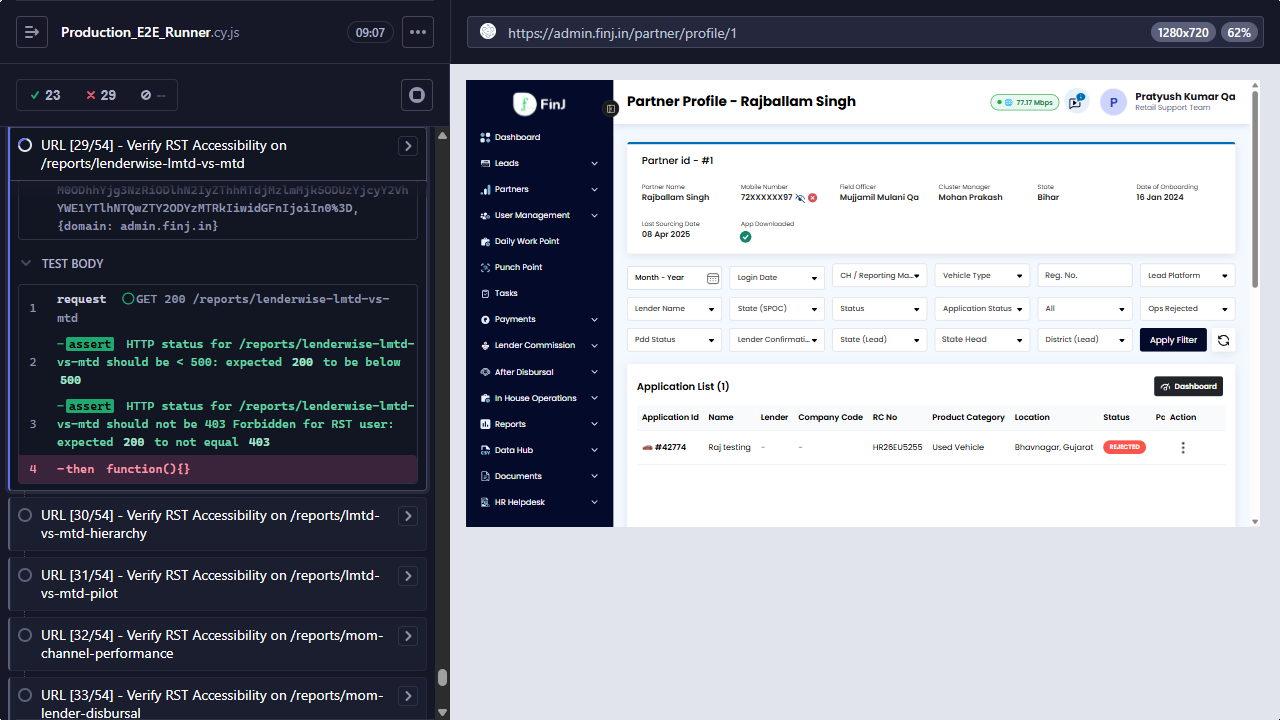 Production_E2E_Runner.cy.js
09:07
23
29
--
URL [29/54] - Verify RST Accessibility on
/reports/lenderwise-lmtd-vs-mtd
YWE1YTlhNTQwZTY2ODYzMTRkIiwidGFnIjoiIn0%3D,
{domain: admin.finj.in}
TEST BODY
1
request GET 200 /reports/lenderwise-lmtd-vs-
mtd
2
-assert HTTP status for /reports/lenderwise-lmtd-
vs-mtd should be < 500: expected 200 to be below
500
3
-assert HTTP status for /reports/lenderwise-lmtd-
vs-mtd should not be 403 Forbidden for RST user:
expected 200 to not equal 403
4
-then function(){}
URL [30/54] - Verify RST Accessibility on /reports/lmtd-
vs-mtd-hierarchy
URL [31/54] - Verify RST Accessibility on /reports/lmtd-
vs-mtd-pilot
URL [32/54] - Verify RST Accessibility on /reports/mom-
channel-performance
URL [33/54] - Verify RST Accessibility on /reports/mom-
lender-disbursal
https://admin.finj.in/partner/profile/1
1280x720
62%
FinJ
Dashboard
Leads
Partners
User Management
Daily Work Point
Punch Point
Tasks
Payments
Lender Commission
After Disbursal
In House Operations
Reports
Data Hub
Documents
HR Helpdesk
Partner Profile - Rajballam Singh
77.17 Mbps
P
Pratyush Kumar Qa
Retail Support Team
Partner id - #1
Partner Name
Rajballam Singh
Mobile Number
72XXXXXX97
Field Officer
Mujjamil Mulani Qa
Cluster Manager
Mohan Prakash
State
Bihar
Date of Onboarding
16 Jan 2024
Last Sourcing Date
08 Apr 2025
App Downloaded
Month - Year
Login Date
CH / Reporting Ma...
Vehicle Type
Reg. No.
Lead Platform
Lender Name
State (SPOC)
Status
Application Status
All
Ops Rejected
Pdd Status
Lender Confirmati...
State (Lead)
State Head
District (Lead)
Apply Filter
Application List (1)
Dashboard
Application Id Name Lender Company Code RC No Product Category Location Status Pc Action
#42774 Raj testing - - HR26EU5255 Used Vehicle Bhavnagar, Gujarat REJECTED